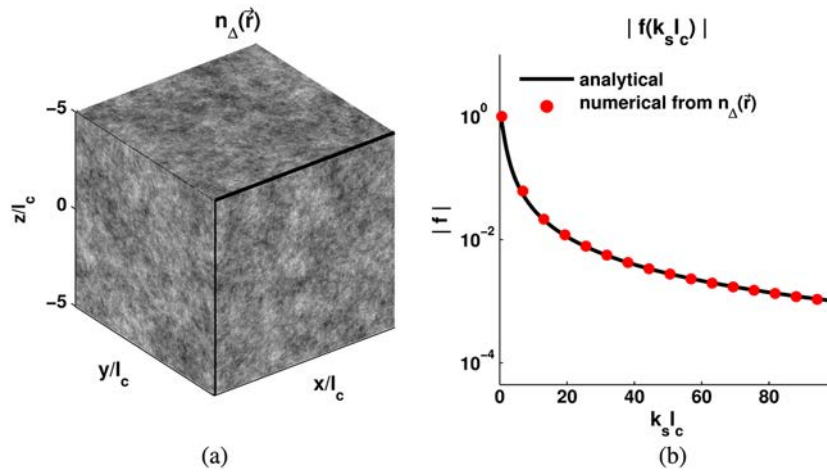 n_Δ(r⃗)
−5
0
−5
z/l_c
y/l_c
x/l_c
(a)
| f(k_s l_c) |
analytical
numerical from n_Δ(r⃗)
10^0
10^−2
10^−4
| f |
0 20 40 60 80
k_s l_c
(b)